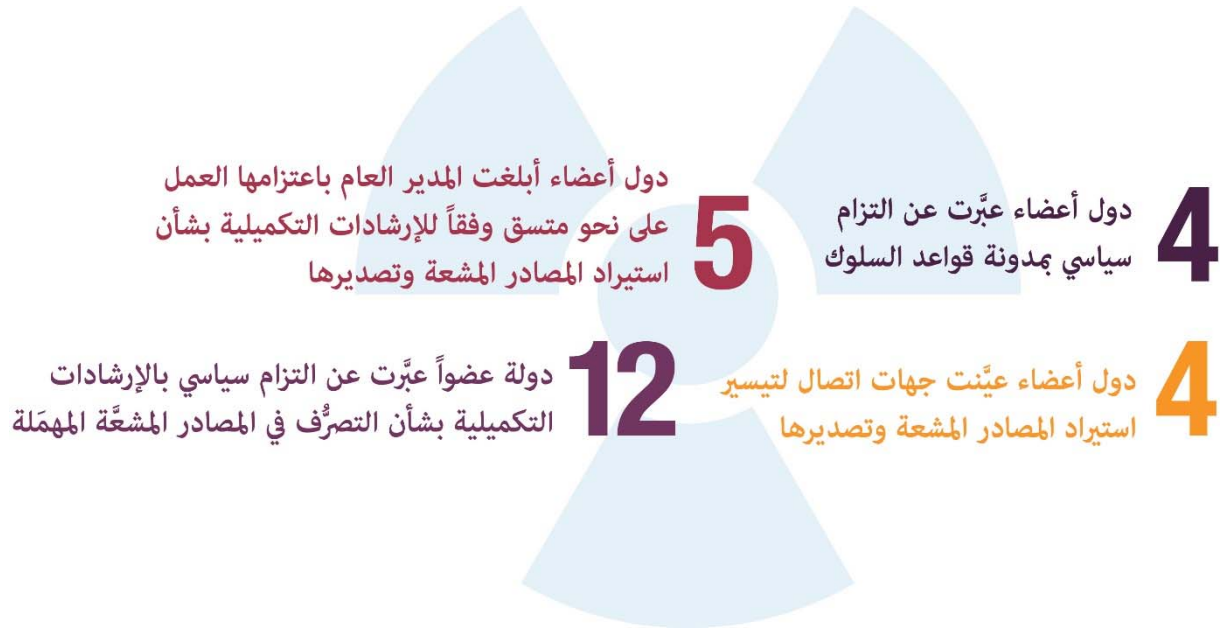 4
دول أعضاء عبَّرت عن التزام
سياسي بمدونة قواعد السلوك
5
دول أعضاء أبلغت المدير العام باعتزامها العمل
على نحو متسق وفقاً للإرشادات التكميلية بشأن
استيراد المصادر المشعة وتصديرها
4
دول أعضاء عيَّنت جهات اتصال لتيسير
استيراد المصادر المشعة وتصديرها
12
دولة عضواً عبَّرت عن التزام سياسي بالإرشادات
التكميلية بشأن التصرُّف في المصادر المشعَّة المهمَلة